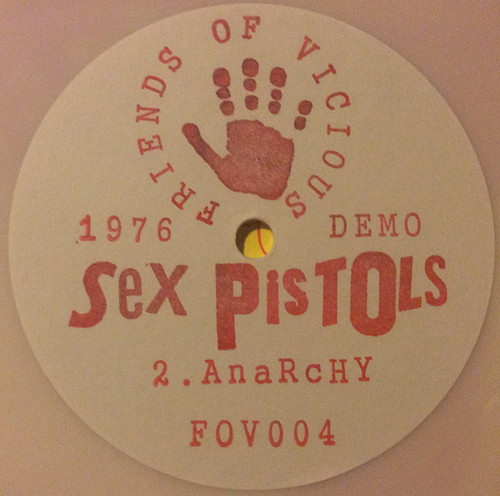 FRIENDS OF VICIOUS
1976 DEMO
Sex PisTOLs
2.AnaRcHY
FOV004